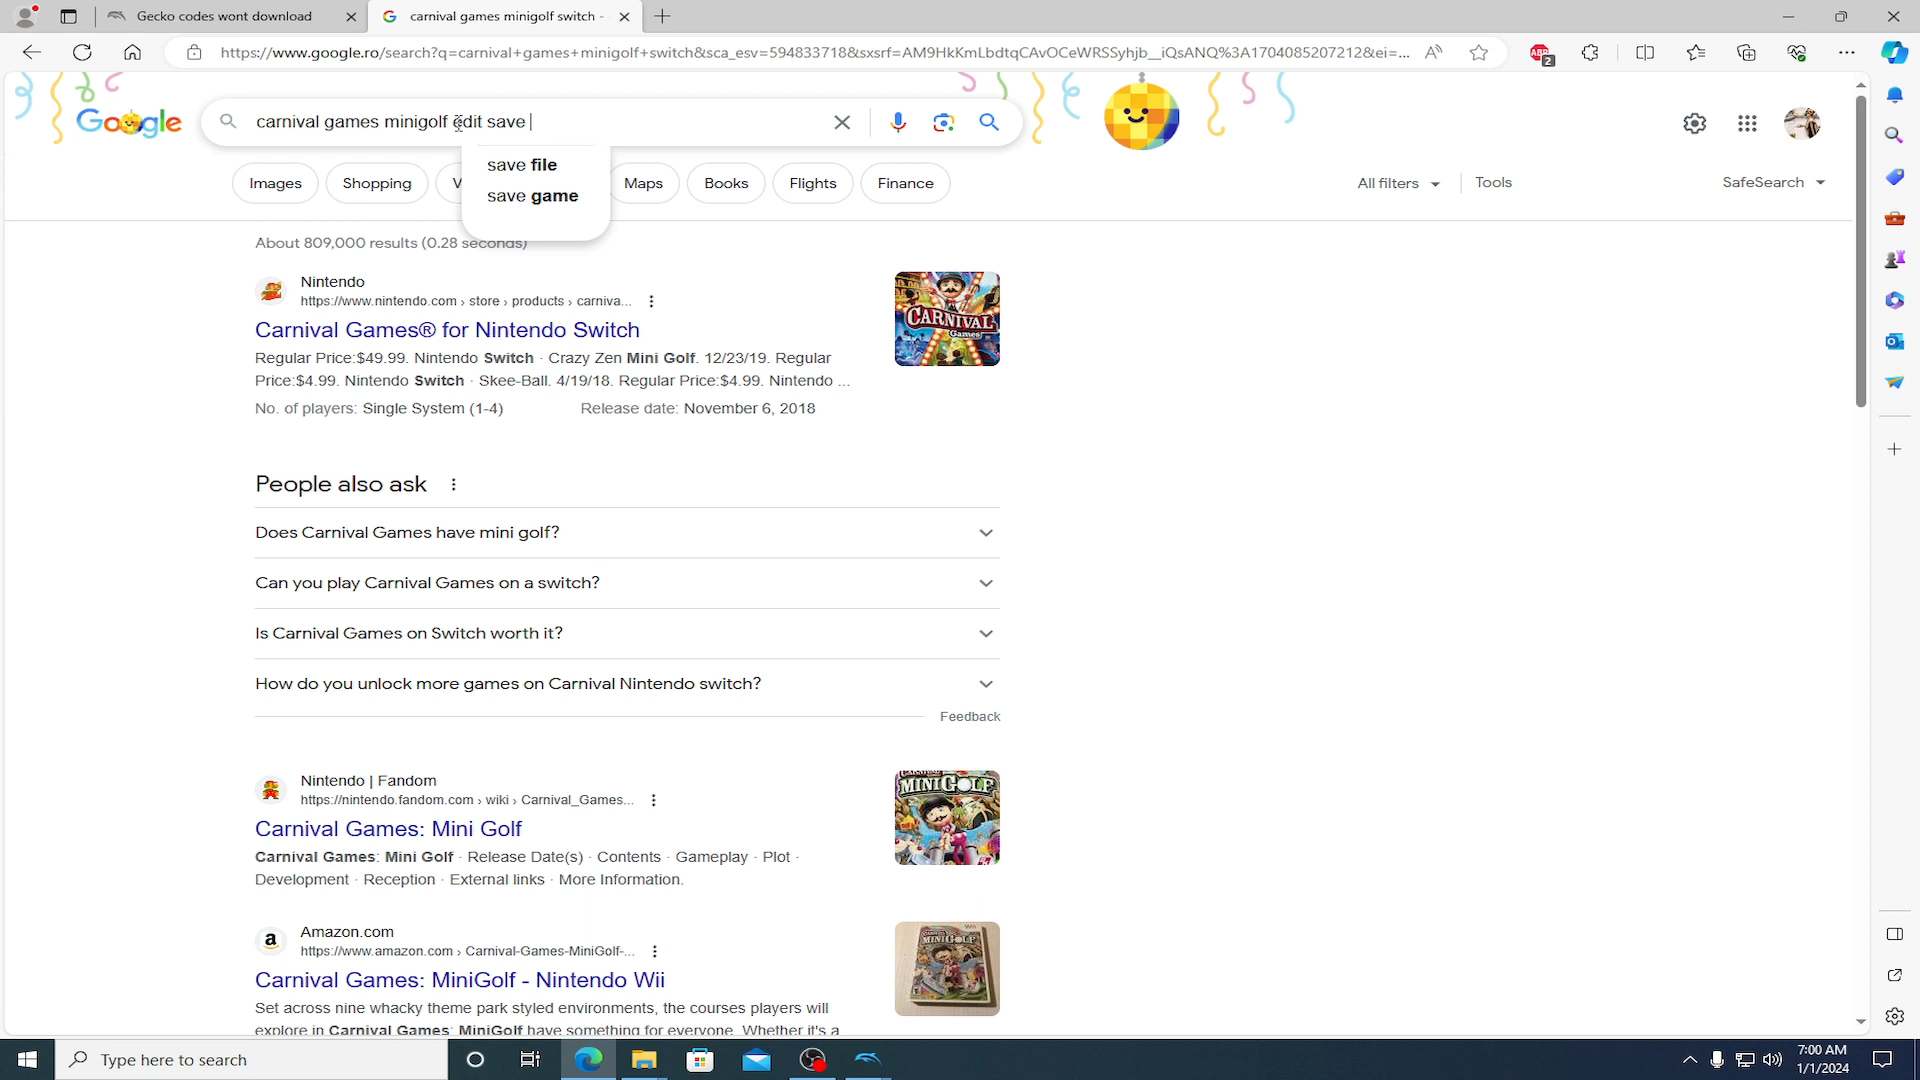 Gecko codes wont download
carnival games minigolf switch -
https://www.google.ro/search?q=carnival+games+minigolf+switch&sca_esv=594833718&sxsrf=AM9HkKmLbdtqCAvOCeWRSSyhjb__iQsANQ%3A1704085207212&ei=...
Google
carnival games minigolf edit save
save file
save game
Images
Shopping
V
Maps
Books
Flights
Finance
All filters
Tools
SafeSearch
About 809,000 results (0.28 seconds)
Nintendo
https://www.nintendo.com › store › products › carniva...
Carnival Games® for Nintendo Switch
Regular Price:$49.99. Nintendo Switch · Crazy Zen Mini Golf. 12/23/19. Regular
Price:$4.99. Nintendo Switch · Skee-Ball. 4/19/18. Regular Price:$4.99. Nintendo ...
No. of players: Single System (1-4)
Release date: November 6, 2018
CARNIVAL
Games
People also ask
Does Carnival Games have mini golf?
Can you play Carnival Games on a switch?
Is Carnival Games on Switch worth it?
How do you unlock more games on Carnival Nintendo switch?
Feedback
Nintendo | Fandom
https://nintendo.fandom.com › wiki › Carnival_Games...
Carnival Games: Mini Golf
Carnival Games: Mini Golf · Release Date(s) · Contents · Gameplay · Plot ·
Development · Reception · External links · More Information.
MINIGOLF
Amazon.com
https://www.amazon.com › Carnival-Games-MiniGolf-...
Carnival Games: MiniGolf - Nintendo Wii
Set across nine whacky theme park styled environments, the courses players will
explore in Carnival Games: MiniGolf have something for everyone. Whether it's a
MINIGOLF
Type here to search
7:00 AM
1/1/2024
ABP
2